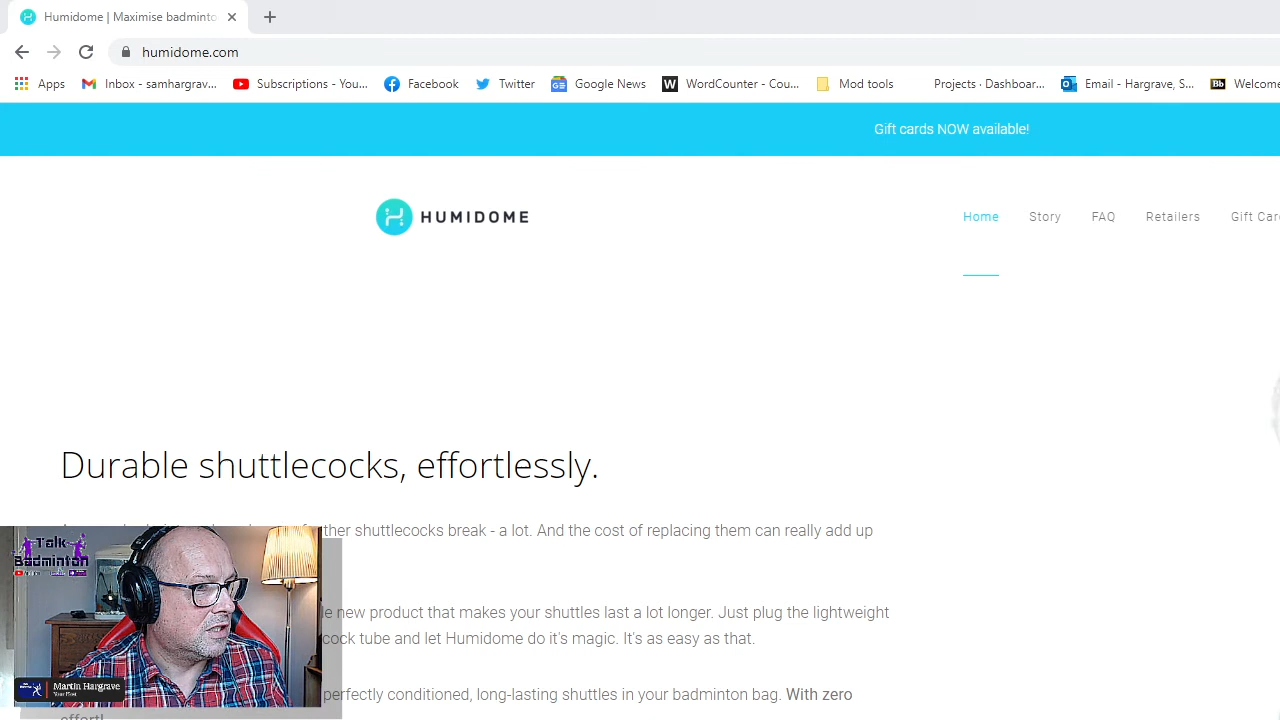 Humidome | Maximise badminto
humidome.com
Apps Inbox - samhargrav... Subscriptions - You... Facebook Twitter Google News WordCounter - Cou... Mod tools Projects · Dashboar... Email - Hargrave, S... Welcome
Gift cards NOW available!
HUMIDOME
Home Story FAQ Retailers Gift Car
Durable shuttlecocks, effortlessly.
ther shuttlecocks break - a lot. And the cost of replacing them can really add up
new product that makes your shuttles last a lot longer. Just plug the lightweight
cock tube and let Humidome do it's magic. It's as easy as that.
perfectly conditioned, long-lasting shuttles in your badminton bag. With zero
Talk
Badminton
Martin Hargrave
Your Host